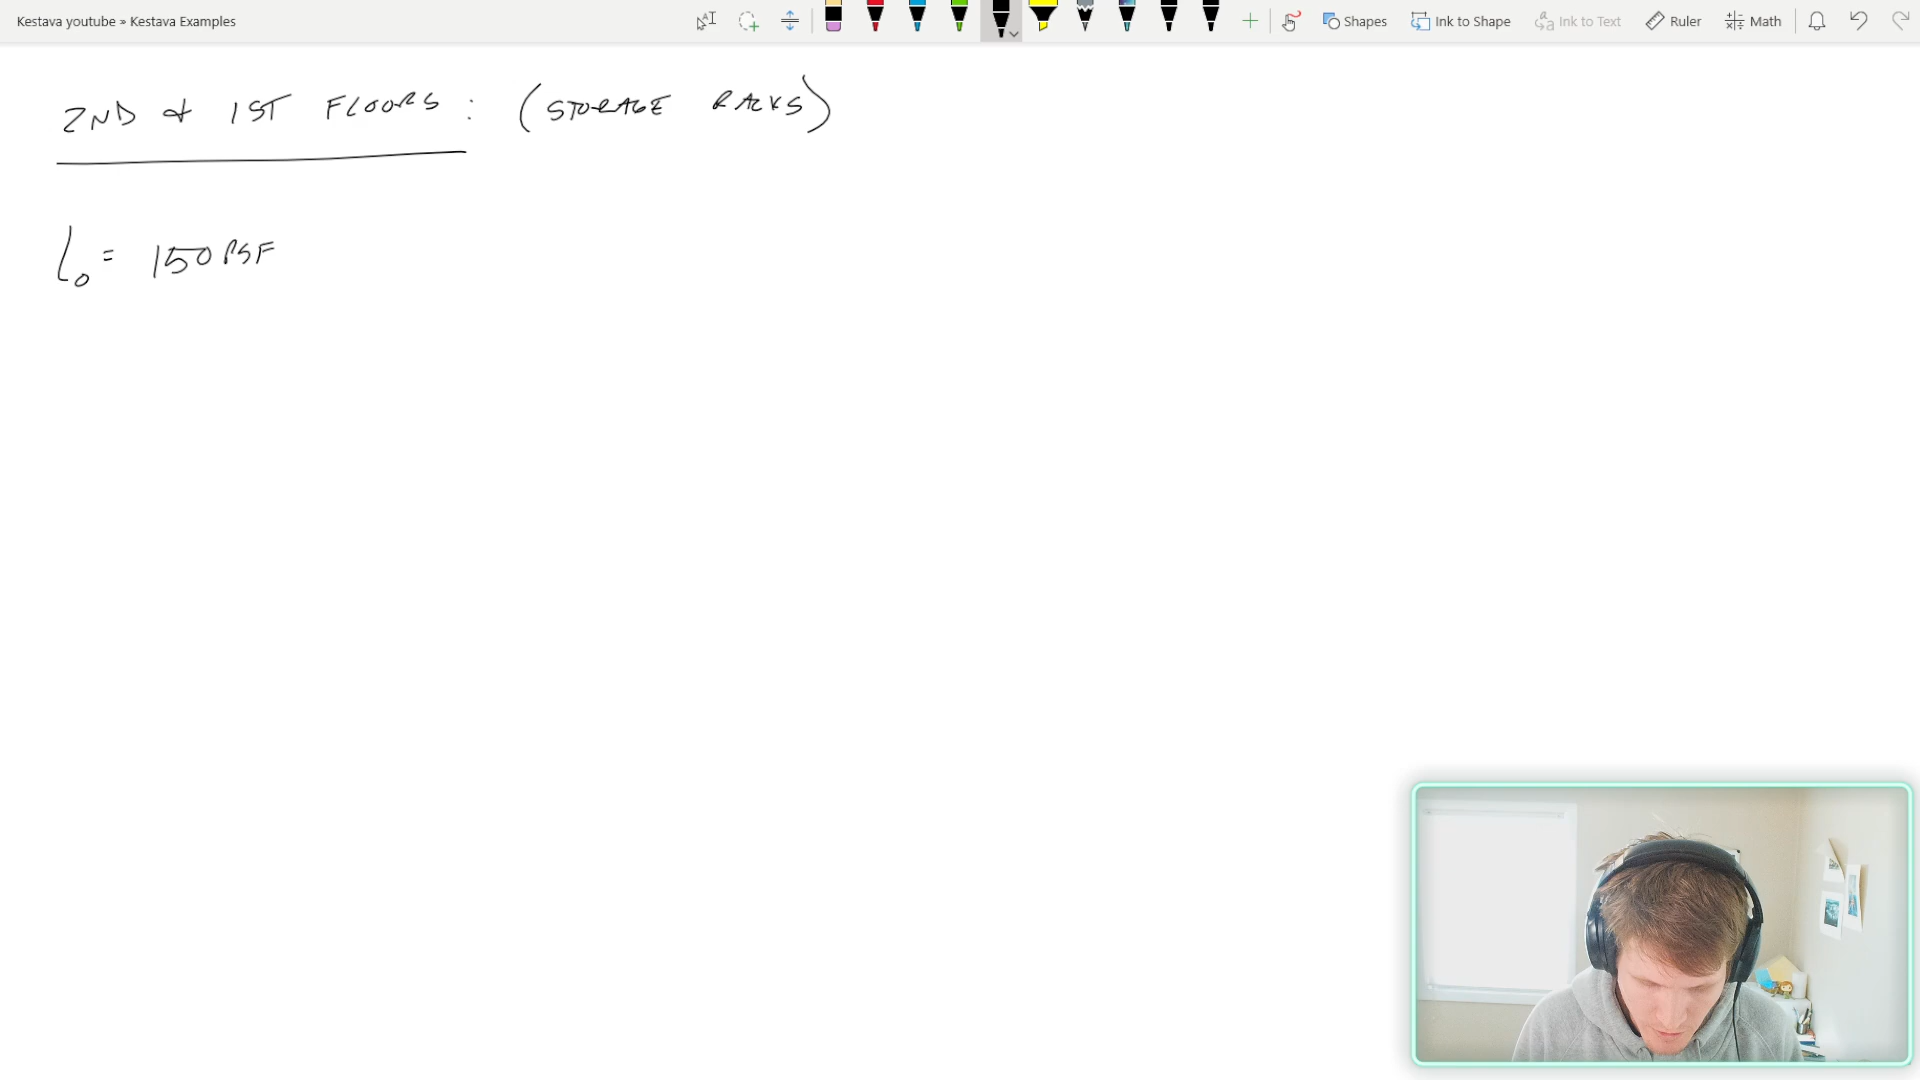 Kestava youtube » Kestava Examples
Shapes
Ink to Shape
Ink to Text
Ruler
Math
2ND & 1ST FLOORS : (STORAGE RACKS)
L₀ = 150 PSF